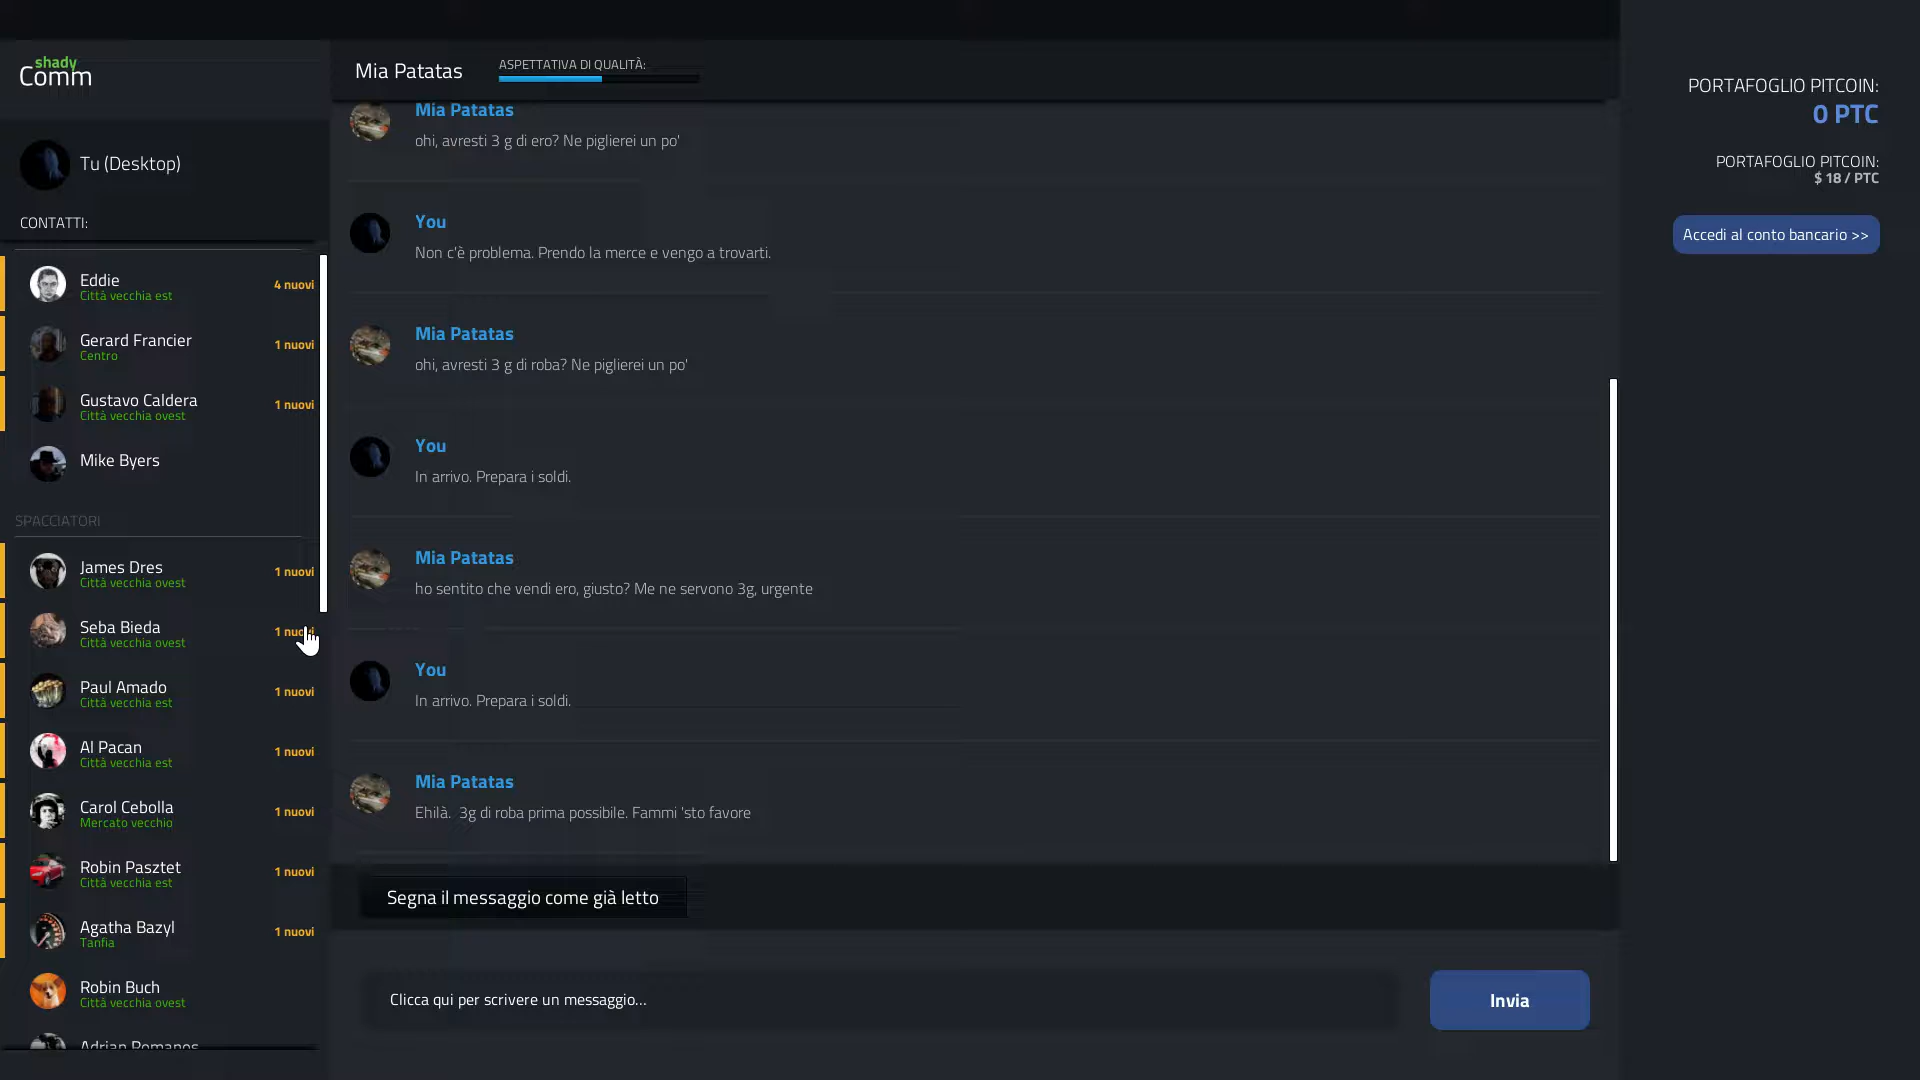 shady
Comm
Tu (Desktop)
CONTATTI:
Eddie
Città vecchia est
4 nuovi
Gerard Francier
Centro
1 nuovi
Gustavo Caldera
Città vecchia ovest
1 nuovi
Mike Byers
SPACCIATORI
James Dres
Città vecchia ovest
1 nuovi
Seba Bieda
Città vecchia ovest
1 nuovi
Paul Amado
Città vecchia est
1 nuovi
Al Pacan
Città vecchia est
1 nuovi
Carol Cebolla
Mercato vecchio
1 nuovi
Robin Pasztet
Città vecchia est
1 nuovi
Agatha Bazyl
Tanfia
1 nuovi
Robin Buch
Città vecchia ovest
Adrian Romanos
Mia Patatas
ASPETTATIVA DI QUALITÀ:
Mia Patatas
ohi, avresti 3 g di ero? Ne piglierei un po'
You
Non c'è problema. Prendo la merce e vengo a trovarti.
Mia Patatas
ohi, avresti 3 g di roba? Ne piglierei un po'
You
In arrivo. Prepara i soldi.
Mia Patatas
ho sentito che vendi ero, giusto? Me ne servono 3g, urgente
You
In arrivo. Prepara i soldi.
Mia Patatas
Ehilà.  3g di roba prima possibile. Fammi 'sto favore
Segna il messaggio come già letto
Clicca qui per scrivere un messaggio...
Invia
PORTAFOGLIO PITCOIN:
0 PTC
PORTAFOGLIO PITCOIN:
$ 18 / PTC
Accedi al conto bancario >>